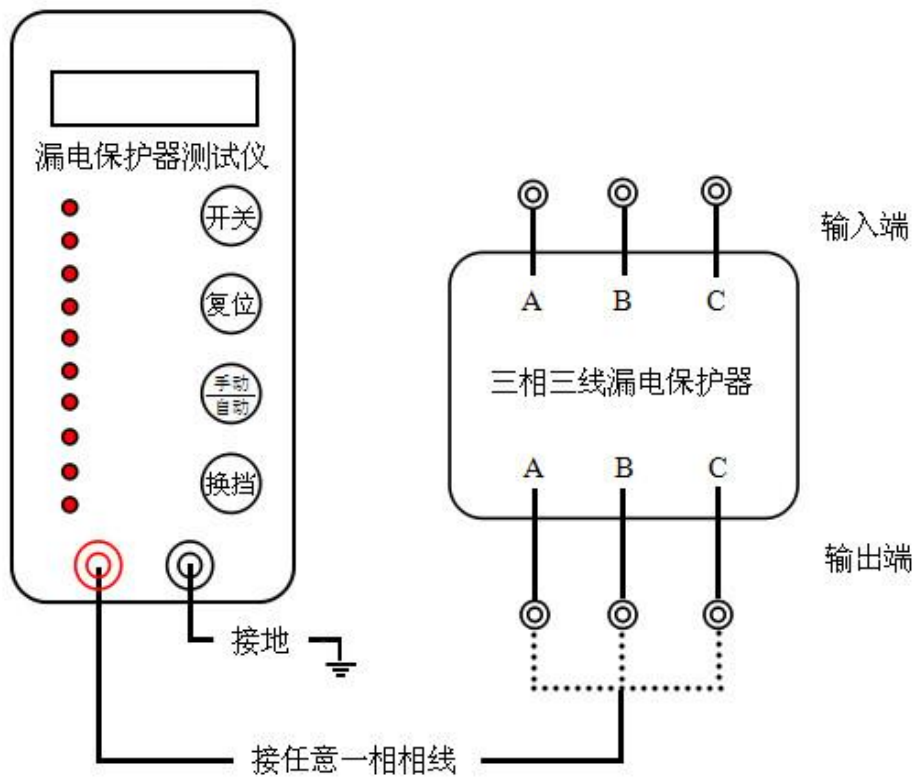 漏电保护器测试仪
开关
复位
手动
自动
换挡
接地
接任意一相相线
输入端
A B C
三相三线漏电保护器
A B C
输出端